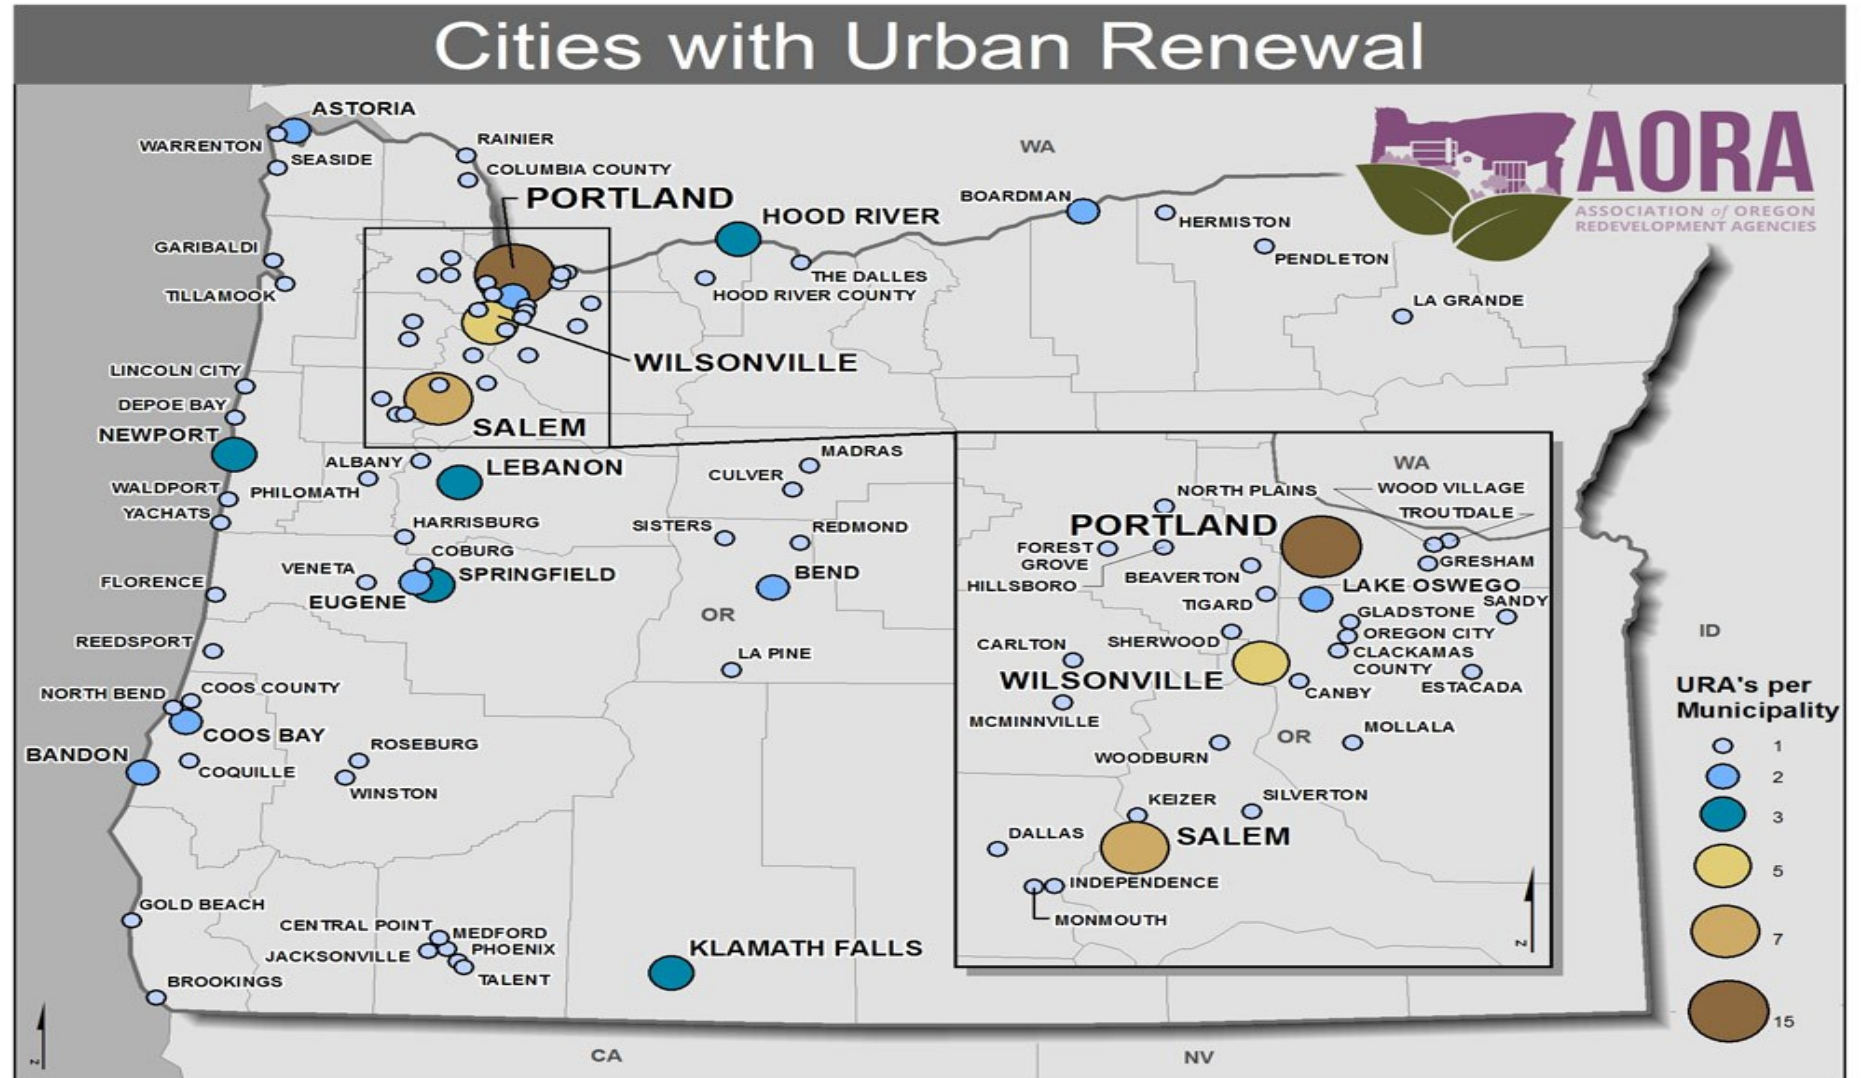 Cities with Urban Renewal
ASTORIA
WARRENTON
SEASIDE
RAINIER
COLUMBIA COUNTY
PORTLAND
WA
AORA
ASSOCIATION of OREGON
REDEVELOPMENT AGENCIES
BOARDMAN
HOOD RIVER
HERMISTON
PENDLETON
GARIBALDI
TILLAMOOK
THE DALLES
HOOD RIVER COUNTY
LA GRANDE
WILSONVILLE
LINCOLN CITY
DEPOE BAY
NEWPORT
SALEM
ALBANY
LEBANON
MADRAS
CULVER
WALDPORT
PHILOMATH
YACHATS
HARRISBURG
SISTERS
REDMOND
COBURG
VENETA
SPRINGFIELD
BEND
FLORENCE
EUGENE
OR
REEDSPORT
LA PINE
NORTH BEND
COOS COUNTY
COOS BAY
BANDON
ROSEBURG
COQUILLE
WINSTON
GOLD BEACH
CENTRAL POINT
MEDFORD
PHOENIX
JACKSONVILLE
TALENT
KLAMATH FALLS
BROOKINGS
N
CA
NV
ID
WA
NORTH PLAINS
WOOD VILLAGE
TROUTDALE
PORTLAND
FOREST
GROVE
GRESHAM
HILLSBORO
BEAVERTON
LAKE OSWEGO
TIGARD
SANDY
GLADSTONE
SHERWOOD
OREGON CITY
CARLTON
CLACKAMAS
COUNTY
WILSONVILLE
CANBY
ESTACADA
MCMINNVILLE
OR
MOLLALA
WOODBURN
KEIZER
SILVERTON
DALLAS
SALEM
INDEPENDENCE
MONMOUTH
N
URA's per
Municipality
1
2
3
5
7
15